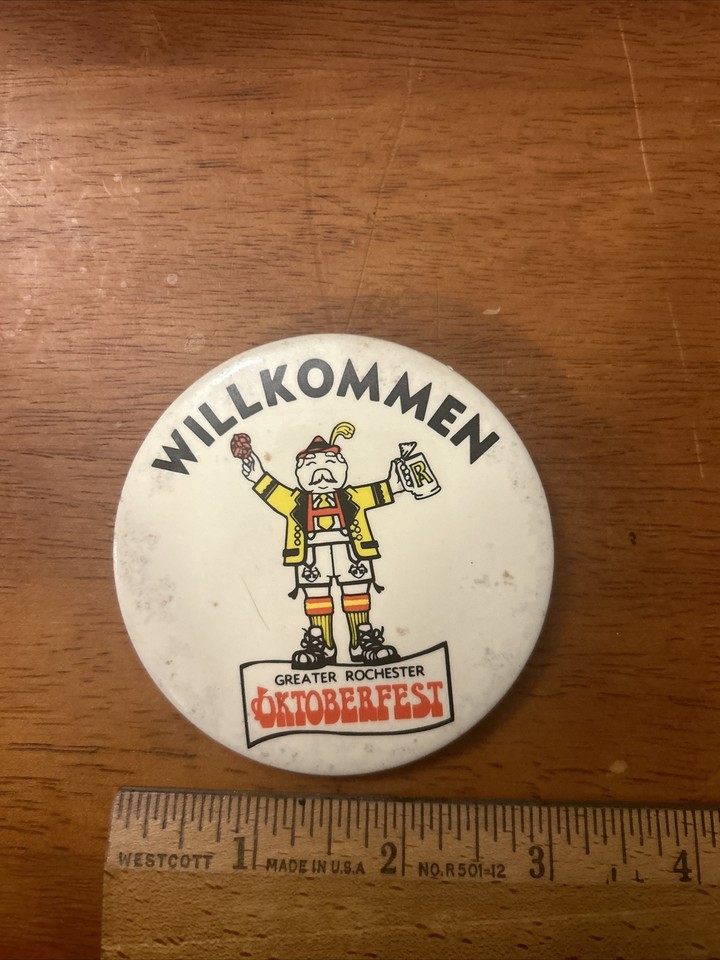 WILLKOMMEN
R
GREATER ROCHESTER
OKTOBERFEST
1 2 3 4
WESTCOTT MADE IN U.S.A NO.R501-12